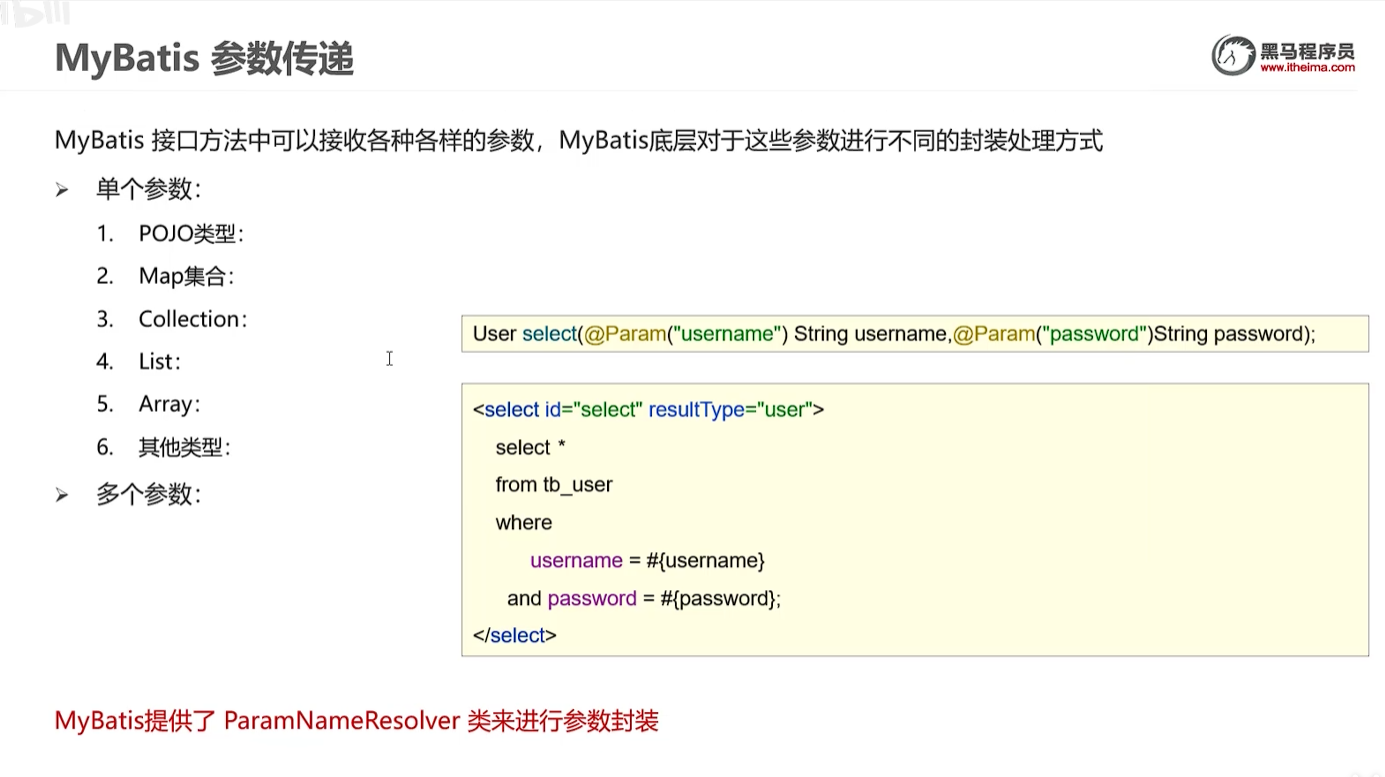 MyBatis 参数传递
黑马程序员
www.itheima.com
MyBatis 接口方法中可以接收各种各样的参数，MyBatis底层对于这些参数进行不同的封装处理方式
➢ 单个参数：
1. POJO类型：
2. Map集合：
3. Collection：
4. List：
5. Array：
6. 其他类型：
➢ 多个参数：
User select(@Param("username") String username,@Param("password")String password);
<select id="select" resultType="user">
select *
from tb_user
where
username = #{username}
and password = #{password};
</select>
MyBatis提供了 ParamNameResolver 类来进行参数封装